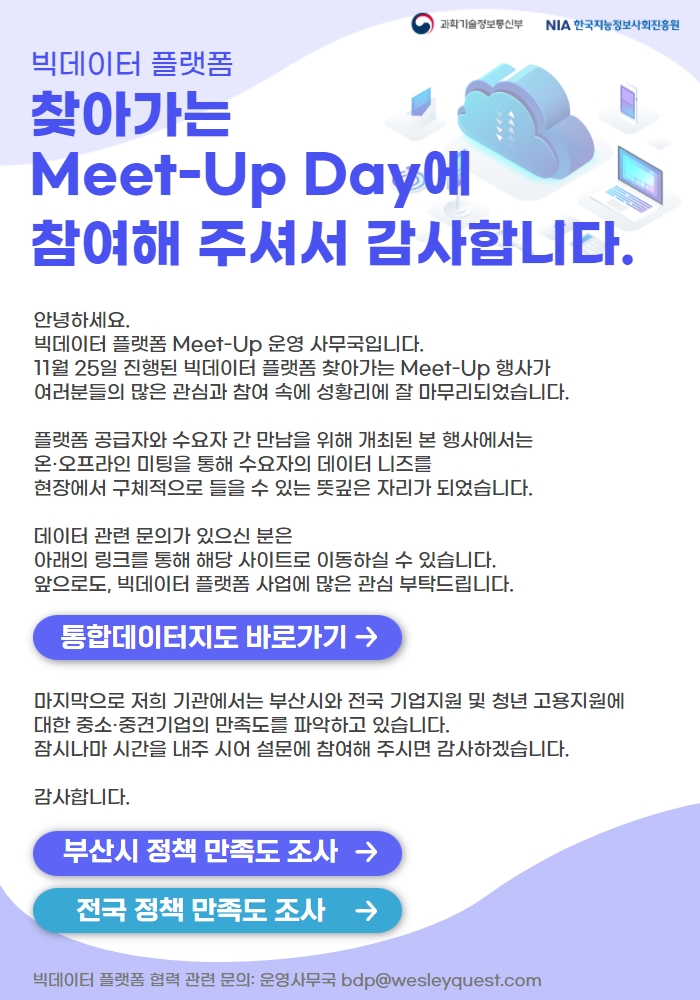 과학기술정보통신부
NIA 한국지능정보사회진흥원
빅데이터 플랫폼
찾아가는
Meet-Up Day에
참여해 주셔서 감사합니다.
안녕하세요.
빅데이터 플랫폼 Meet-Up 운영 사무국입니다.
11월 25일 진행된 빅데이터 플랫폼 찾아가는 Meet-Up 행사가
여러분들의 많은 관심과 참여 속에 성황리에 잘 마무리되었습니다.
플랫폼 공급자와 수요자 간 만남을 위해 개최된 본 행사에서는
온·오프라인 미팅을 통해 수요자의 데이터 니즈를
현장에서 구체적으로 들을 수 있는 뜻깊은 자리가 되었습니다.
데이터 관련 문의가 있으신 분은
아래의 링크를 통해 해당 사이트로 이동하실 수 있습니다.
앞으로도, 빅데이터 플랫폼 사업에 많은 관심 부탁드립니다.
통합데이터지도 바로가기 →
마지막으로 저희 기관에서는 부산시와 전국 기업지원 및 청년 고용지원에
대한 중소·중견기업의 만족도를 파악하고 있습니다.
잠시나마 시간을 내주 시어 설문에 참여해 주시면 감사하겠습니다.
감사합니다.
부산시 정책 만족도 조사 →
전국 정책 만족도 조사 →
빅데이터 플랫폼 협력 관련 문의: 운영사무국 bdp@wesleyquest.com